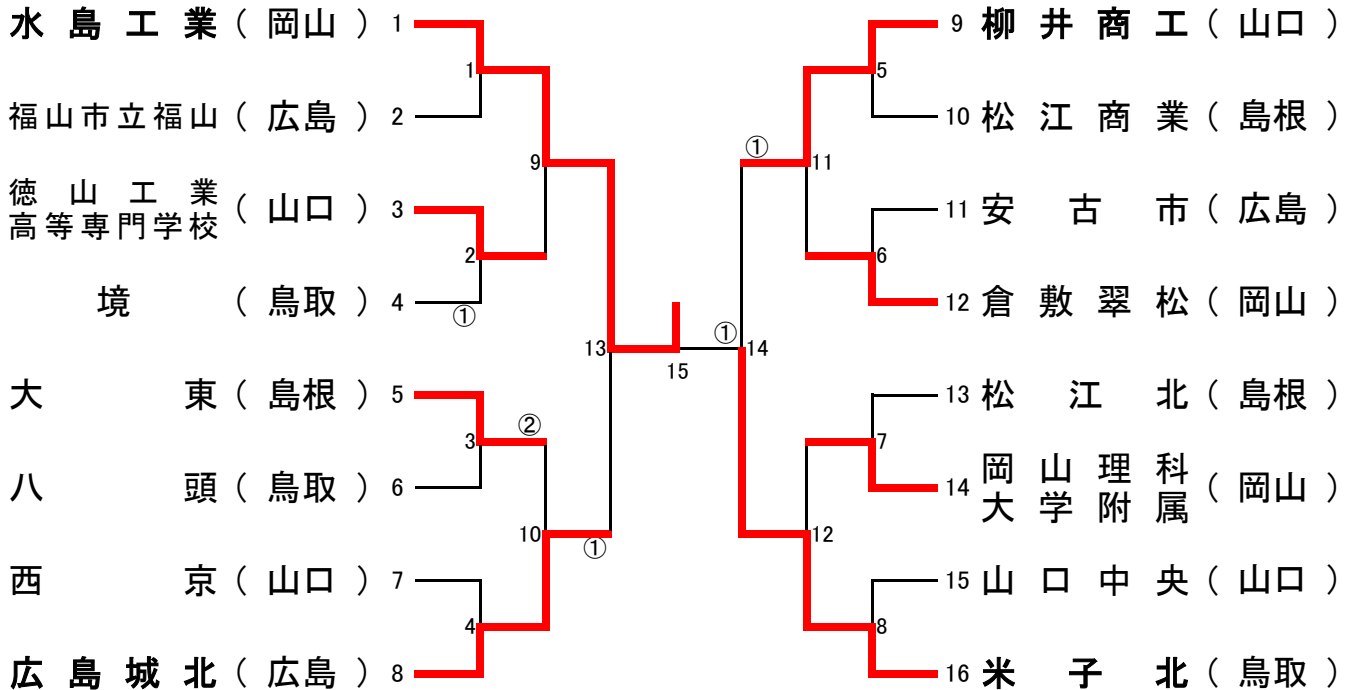 水島工業(岡山) 1
福山市立福山(広島) 2
徳山工業
高等専門学校(山口) 3
境(鳥取) 4
大東(島根) 5
八頭(鳥取) 6
西京(山口) 7
広島城北(広島) 8
1
2
①
3
②
4
9
10
①
13
15
①
14
①
11
12
5
6
7
8
9 柳井商工(山口)
10 松江商業(島根)
11 安古市(広島)
12 倉敷翠松(岡山)
13 松江北(島根)
14 岡山理科
大学附属(岡山)
15 山口中央(山口)
16 米子北(鳥取)